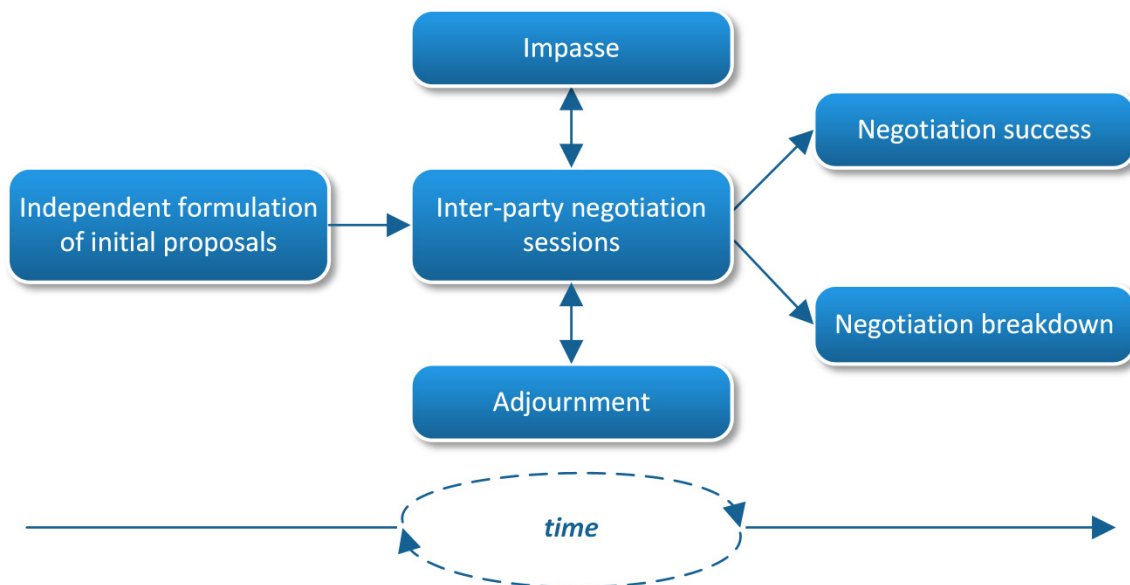 Impasse
Negotiation success
Independent formulation
of initial proposals
Inter-party negotiation
sessions
Negotiation breakdown
Adjournment
time